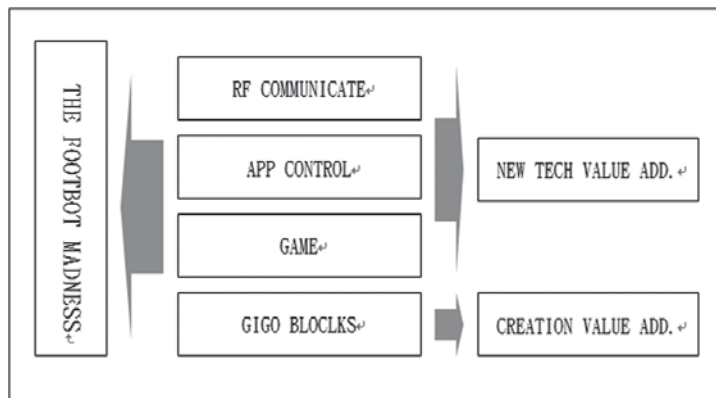 THE FOOTBOT MADNESS
RF COMMUNICATE
APP CONTROL
GAME
GIGO BLOCLKS
NEW TECH VALUE ADD.
CREATION VALUE ADD.